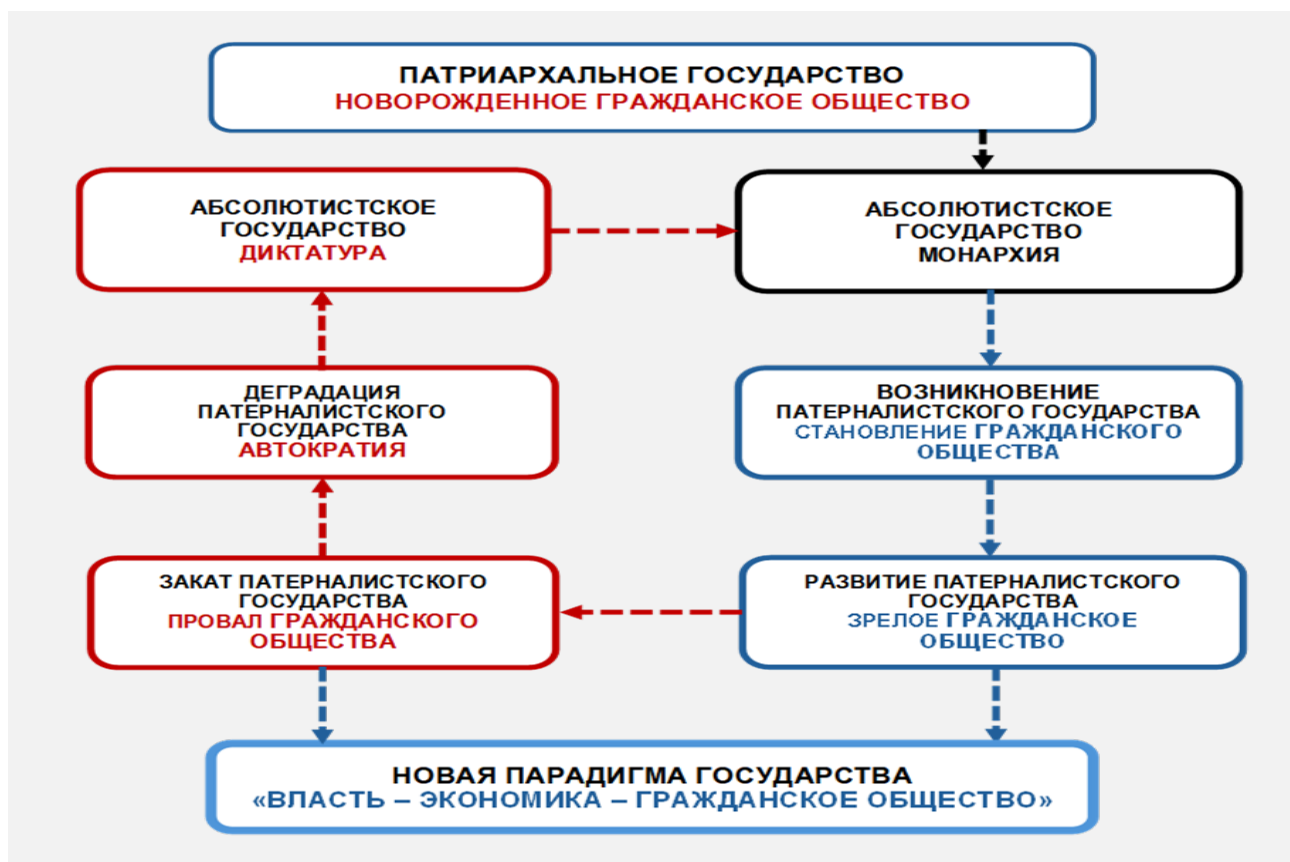 ПАТРИАРХАЛЬНОЕ ГОСУДАРСТВО
НОВОРОЖДЕННОЕ ГРАЖДАНСКОЕ ОБЩЕСТВО
АБСОЛЮТИСТСКОЕ
ГОСУДАРСТВО
ДИКТАТУРА
АБСОЛЮТИСТСКОЕ
ГОСУДАРСТВО
МОНАРХИЯ
ДЕГРАДАЦИЯ
ПАТЕРНАЛИСТСКОГО
ГОСУДАРСТВА
АВТОКРАТИЯ
ВОЗНИКНОВЕНИЕ
ПАТЕРНАЛИСТСКОГО ГОСУДАРСТВА
СТАНОВЛЕНИЕ ГРАЖДАНСКОГО
ОБЩЕСТВА
ЗАКАТ ПАТЕРНАЛИСТСКОГО
ГОСУДАРСТВА
ПРОВАЛ ГРАЖДАНСКОГО
ОБЩЕСТВА
РАЗВИТИЕ ПАТЕРНАЛИСТСКОГО
ГОСУДАРСТВА
ЗРЕЛОЕ ГРАЖДАНСКОЕ
ОБЩЕСТВО
НОВАЯ ПАРАДИГМА ГОСУДАРСТВА
«ВЛАСТЬ – ЭКОНОМИКА – ГРАЖДАНСКОЕ ОБЩЕСТВО»